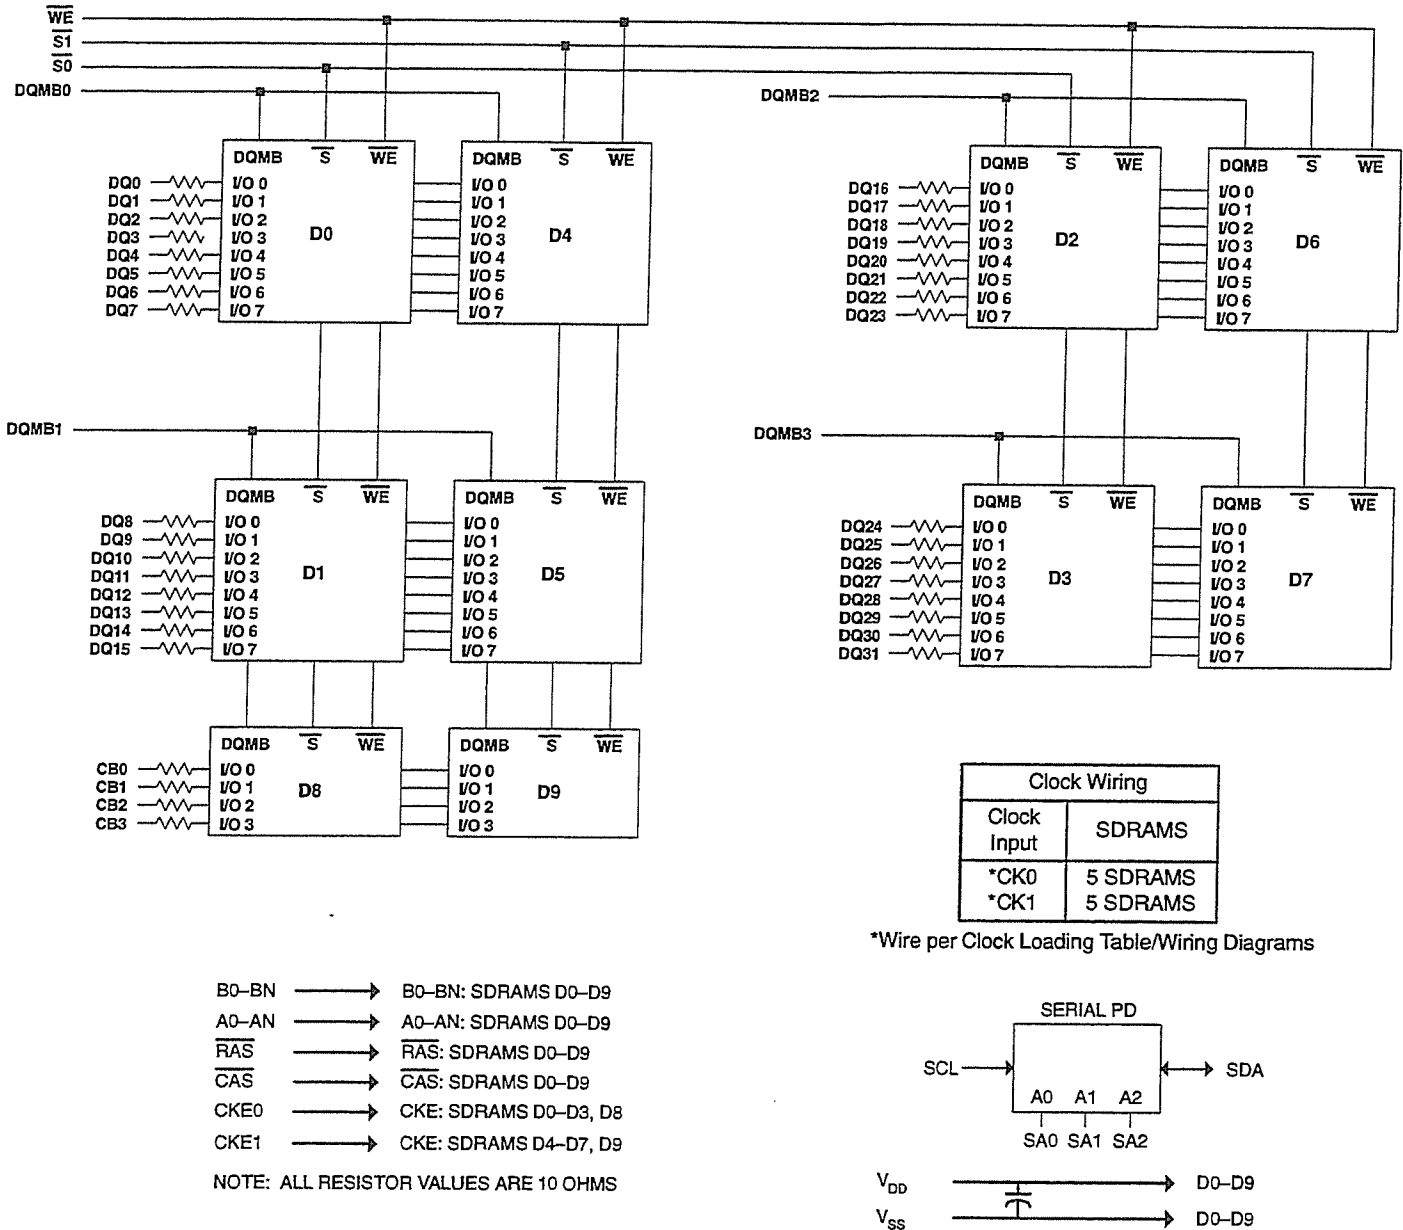 WE
S1
S0
DQMB0
DQMB2
DQMB S WE
DQ0 I/O 0
DQ1 I/O 1
DQ2 I/O 2
DQ3 I/O 3
DQ4 I/O 4
DQ5 I/O 5
DQ6 I/O 6
DQ7 I/O 7
D0
DQMB S WE
I/O 0
I/O 1
I/O 2
I/O 3
I/O 4
I/O 5
I/O 6
I/O 7
D4
DQMB S WE
DQ16 I/O 0
DQ17 I/O 1
DQ18 I/O 2
DQ19 I/O 3
DQ20 I/O 4
DQ21 I/O 5
DQ22 I/O 6
DQ23 I/O 7
D2
DQMB S WE
I/O 0
I/O 1
I/O 2
I/O 3
I/O 4
I/O 5
I/O 6
I/O 7
D6
DQMB1
DQMB3
DQMB S WE
DQ8 I/O 0
DQ9 I/O 1
DQ10 I/O 2
DQ11 I/O 3
DQ12 I/O 4
DQ13 I/O 5
DQ14 I/O 6
DQ15 I/O 7
D1
DQMB S WE
I/O 0
I/O 1
I/O 2
I/O 3
I/O 4
I/O 5
I/O 6
I/O 7
D5
DQMB S WE
DQ24 I/O 0
DQ25 I/O 1
DQ26 I/O 2
DQ27 I/O 3
DQ28 I/O 4
DQ29 I/O 5
DQ30 I/O 6
DQ31 I/O 7
D3
DQMB S WE
I/O 0
I/O 1
I/O 2
I/O 3
I/O 4
I/O 5
I/O 6
I/O 7
D7
DQMB S WE
CB0 I/O 0
CB1 I/O 1
CB2 I/O 2
CB3 I/O 3
D8
DQMB S WE
I/O 0
I/O 1
I/O 2
I/O 3
D9
Clock Wiring
Clock Input SDRAMS
*CK0 5 SDRAMS
*CK1 5 SDRAMS
*Wire per Clock Loading Table/Wiring Diagrams
B0–BN B0–BN: SDRAMS D0–D9
A0–AN A0–AN: SDRAMS D0–D9
RAS RAS: SDRAMS D0–D9
CAS CAS: SDRAMS D0–D9
CKE0 CKE: SDRAMS D0–D3, D8
CKE1 CKE: SDRAMS D4–D7, D9
NOTE: ALL RESISTOR VALUES ARE 10 OHMS
SERIAL PD
SCL SDA
A0 A1 A2
SA0 SA1 SA2
VDD D0–D9
VSS D0–D9